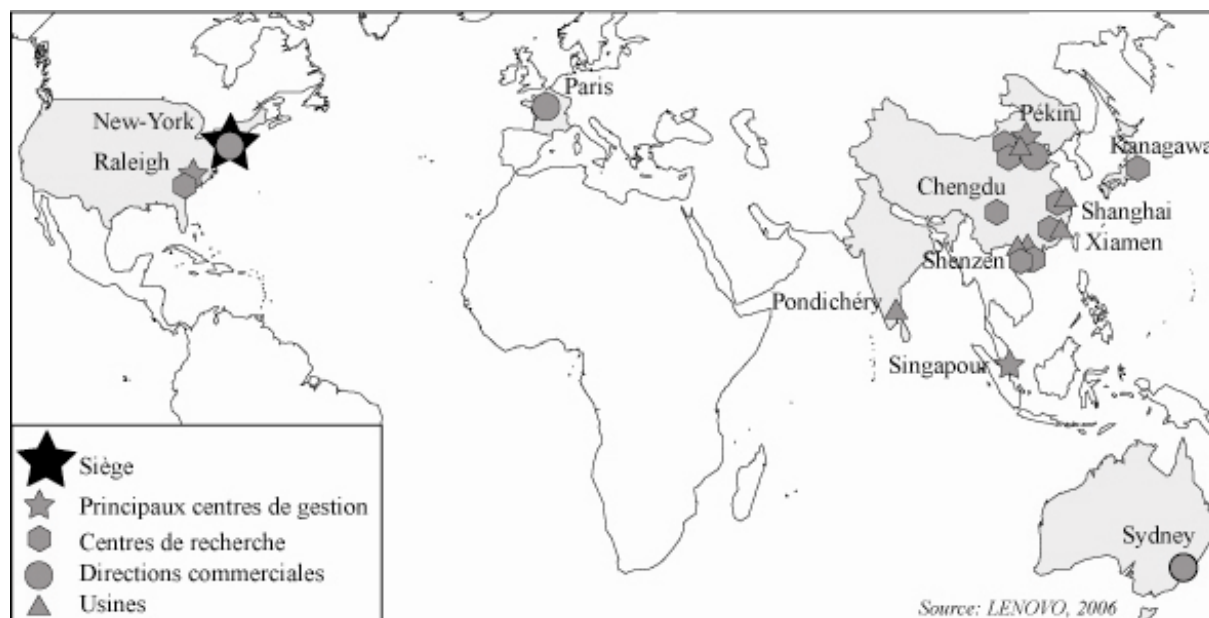 Paris
New-York
Pékin
Raleigh
Kanagawa
Chengdu
Shanghai
Xiamen
Shenzen
Pondichéry
Singapour
Siège
Principaux centres de gestion
Centres de recherche
Directions commerciales
Usines
Sydney
Source: LENOVO, 2006